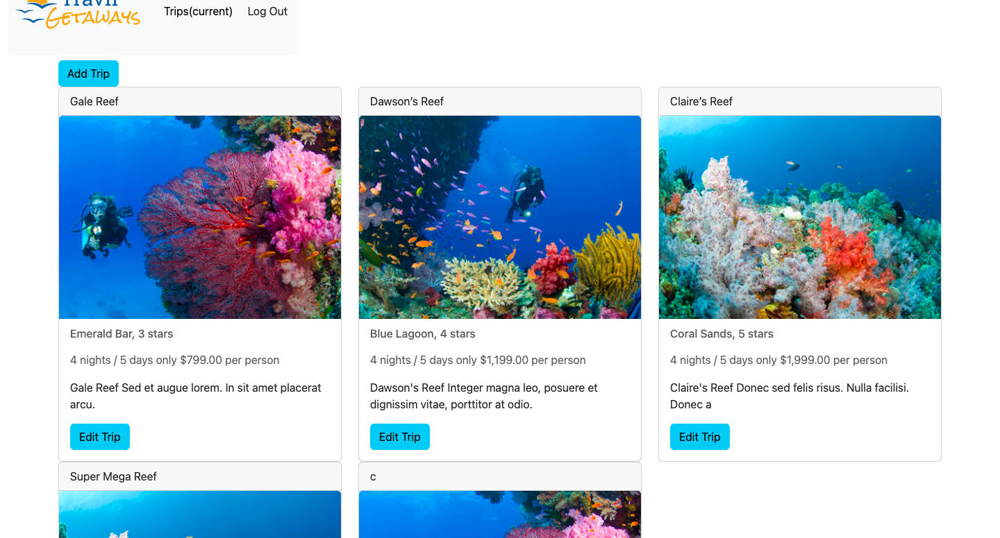 Getaways
Trips(current) Log Out
Add Trip
Gale Reef
Dawson’s Reef
Claire’s Reef
Emerald Bar, 3 stars
4 nights / 5 days only $799.00 per person
Gale Reef Sed et augue lorem. In sit amet placerat
arcu.
Edit Trip
Blue Lagoon, 4 stars
4 nights / 5 days only $1,199.00 per person
Dawson's Reef Integer magna leo, posuere et
dignissim vitae, porttitor at odio.
Edit Trip
Coral Sands, 5 stars
4 nights / 5 days only $1,999.00 per person
Claire's Reef Donec sed felis risus. Nulla facilisi.
Donec a
Edit Trip
Super Mega Reef
c